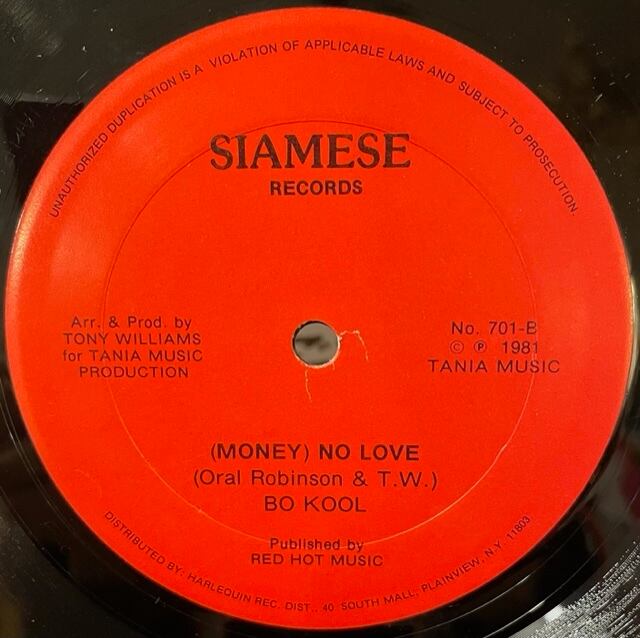 UNAUTHORIZED DUPLICATION IS A VIOLATION OF APPLICABLE LAWS AND SUBJECT TO PROSECUTION
SIAMESE
RECORDS
Arr. & Prod. by
TONY WILLIAMS
for TANIA MUSIC
PRODUCTION
No. 701-B
© ℗ 1981
TANIA MUSIC
(MONEY) NO LOVE
(Oral Robinson & T.W.)
BO KOOL
Published by
RED HOT MUSIC
DISTRIBUTED BY: HARLEQUIN REC. DIST., 40 SOUTH MALL, PLAINVIEW, N.Y. 11803